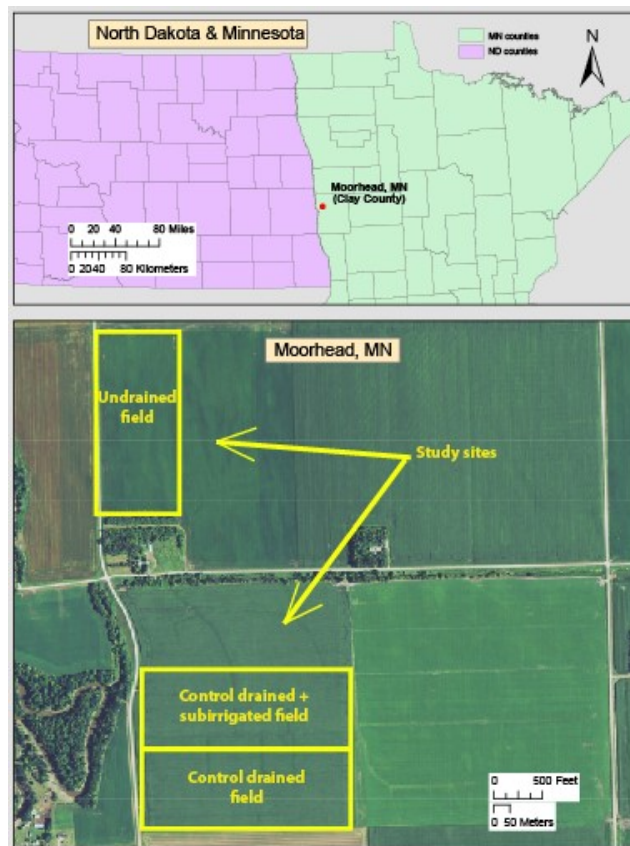 North Dakota & Minnesota
MN counties
ND counties
N
Moorhead, MN
(Clay County)
0 20 40 80 Miles
0 2040 80 Kilometers
Moorhead, MN
Undrained
field
Study sites
Control drained +
subirrigated field
Control drained
field
0 500 Feet
0 50 Meters